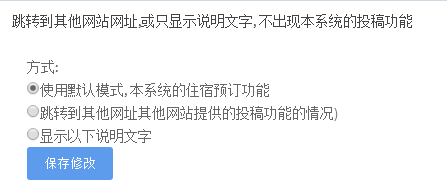 跳转到其他网站网址,或只显示说明文字,不出现本系统的投稿功能
方式:
使用默认模式,本系统的住宿预订功能
跳转到其他网址其他网站提供的投稿功能的情况)
显示以下说明文字
保存修改